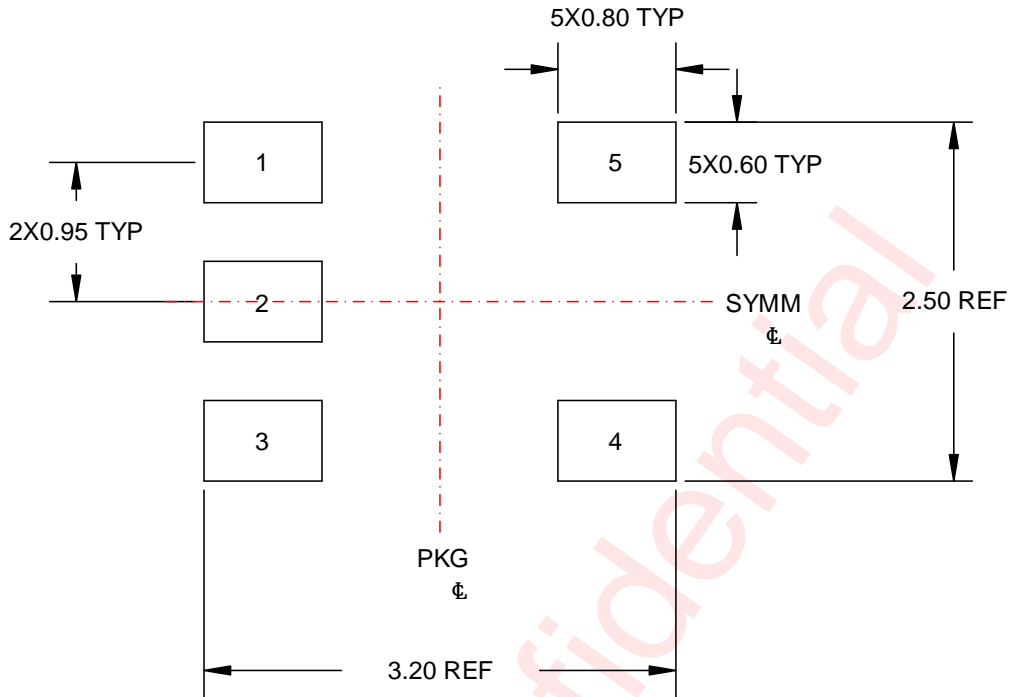 5X0.80 TYP
1
5
5X0.60 TYP
2X0.95 TYP
2
SYMM
℄
2.50 REF
3
4
PKG
℄
3.20 REF
fidential